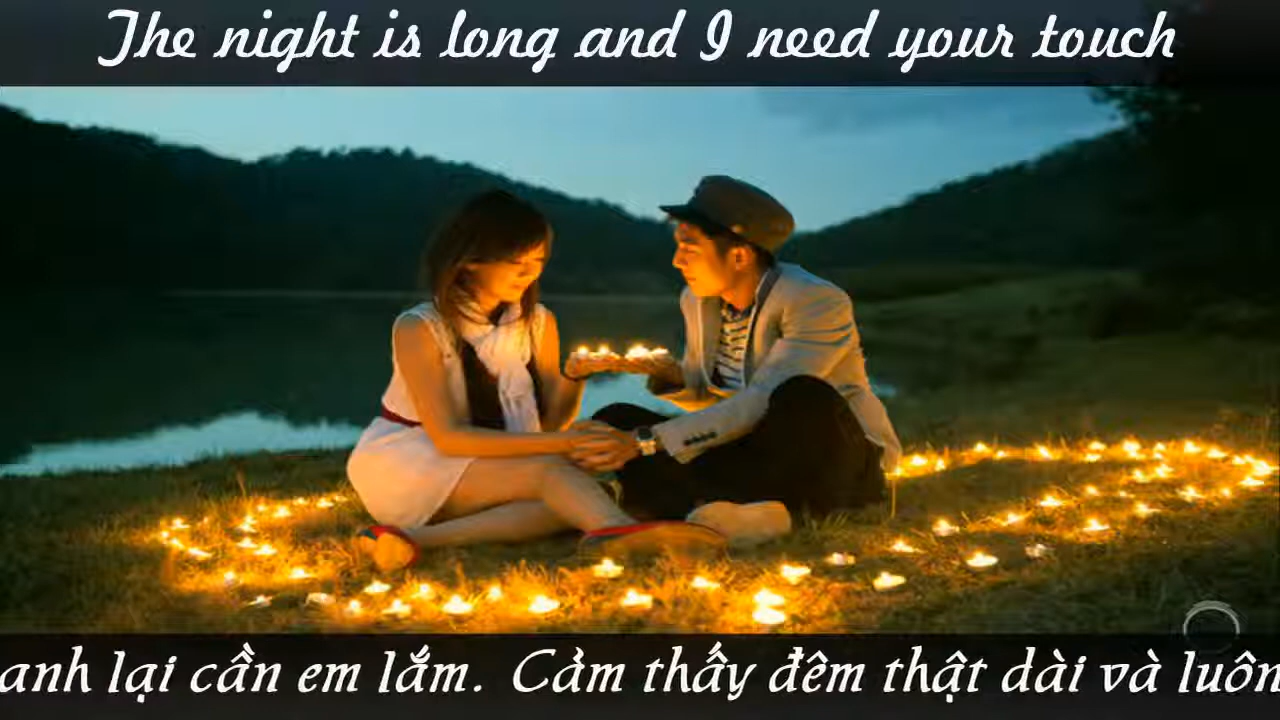 The night is long and I need your touch
anh lại cần em lắm. Cảm thấy đêm thật dài và luôn